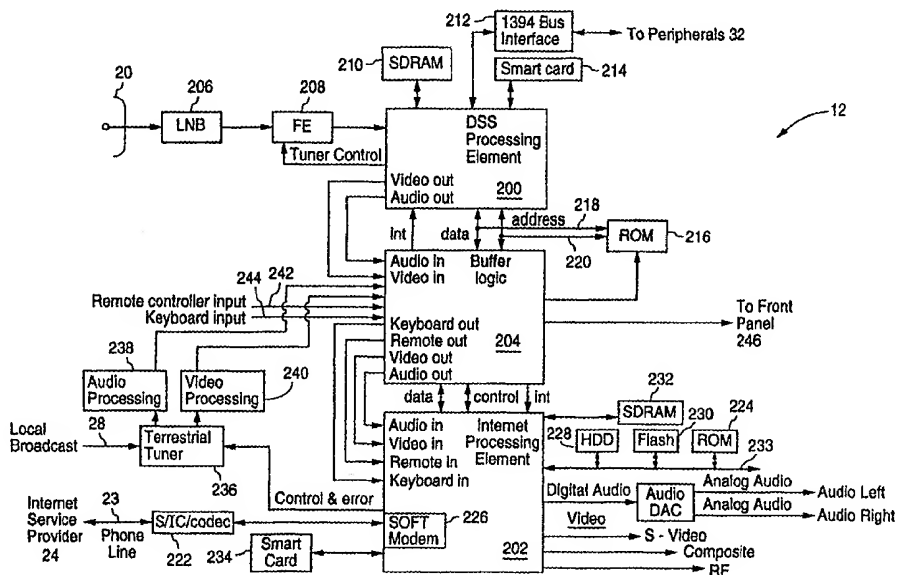 212
1394 Bus
Interface
To Peripherals 32
210
SDRAM
Smart card
214
20
206
208
12
LNB
FE
DSS
Processing
Element
Tuner Control
Video out
Audio out
200
Int
data
address
218
220
ROM
216
Audio in
Video in
Buffer
logic
244
242
Remote controller input
Keyboard input
Keyboard out
Remote out
Video out
Audio out
204
To Front
Panel
246
238
Audio
Processing
Video
Processing
240
data
control
int
232
SDRAM
Local
Broadcast
28
Terrestrial
Tuner
236
Audio in
Video in
Remote in
Keyboard in
Internet
Processing
Element
228
HDD
230
Flash
224
ROM
233
Control & error
Digital Audio
Audio
DAC
Analog Audio
Analog Audio
Audio Left
Audio Right
Internet
Service
Provider
24
23
Phone
Line
S/IC/codec
222
SOFT
Modem
226
Video
S - Video
Composite
RF
234
Smart
Card
202